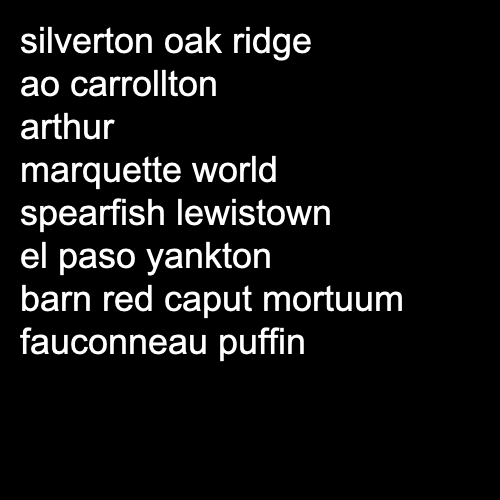 silverton oak ridge
ao carrollton
arthur
marquette world
spearfish lewistown
el paso yankton
barn red caput mortuum
fauconneau puffin